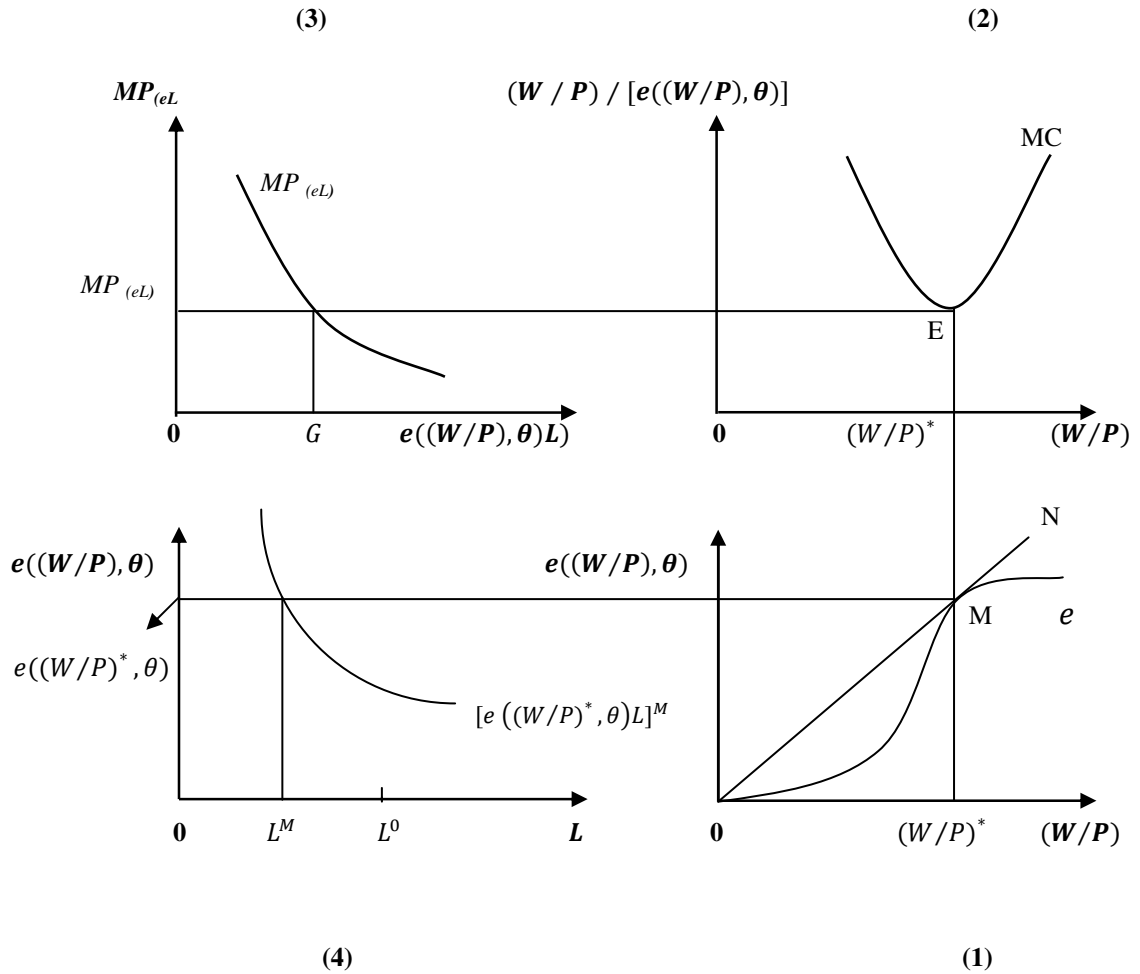 (3)
(2)
MP(eL
(W / P) / [e((W/P), θ)]
MC
MP (eL)
MP (eL)
E
0
G
e((W/P), θ)L)
0
(W/P)*
(W/P)
N
e((W/P), θ)
e((W/P), θ)
M
e
e((W/P)*, θ)
[e ((W/P)*, θ)L]ᴹ
0
Lᴹ
L⁰
L
0
(W/P)*
(W/P)
(4)
(1)